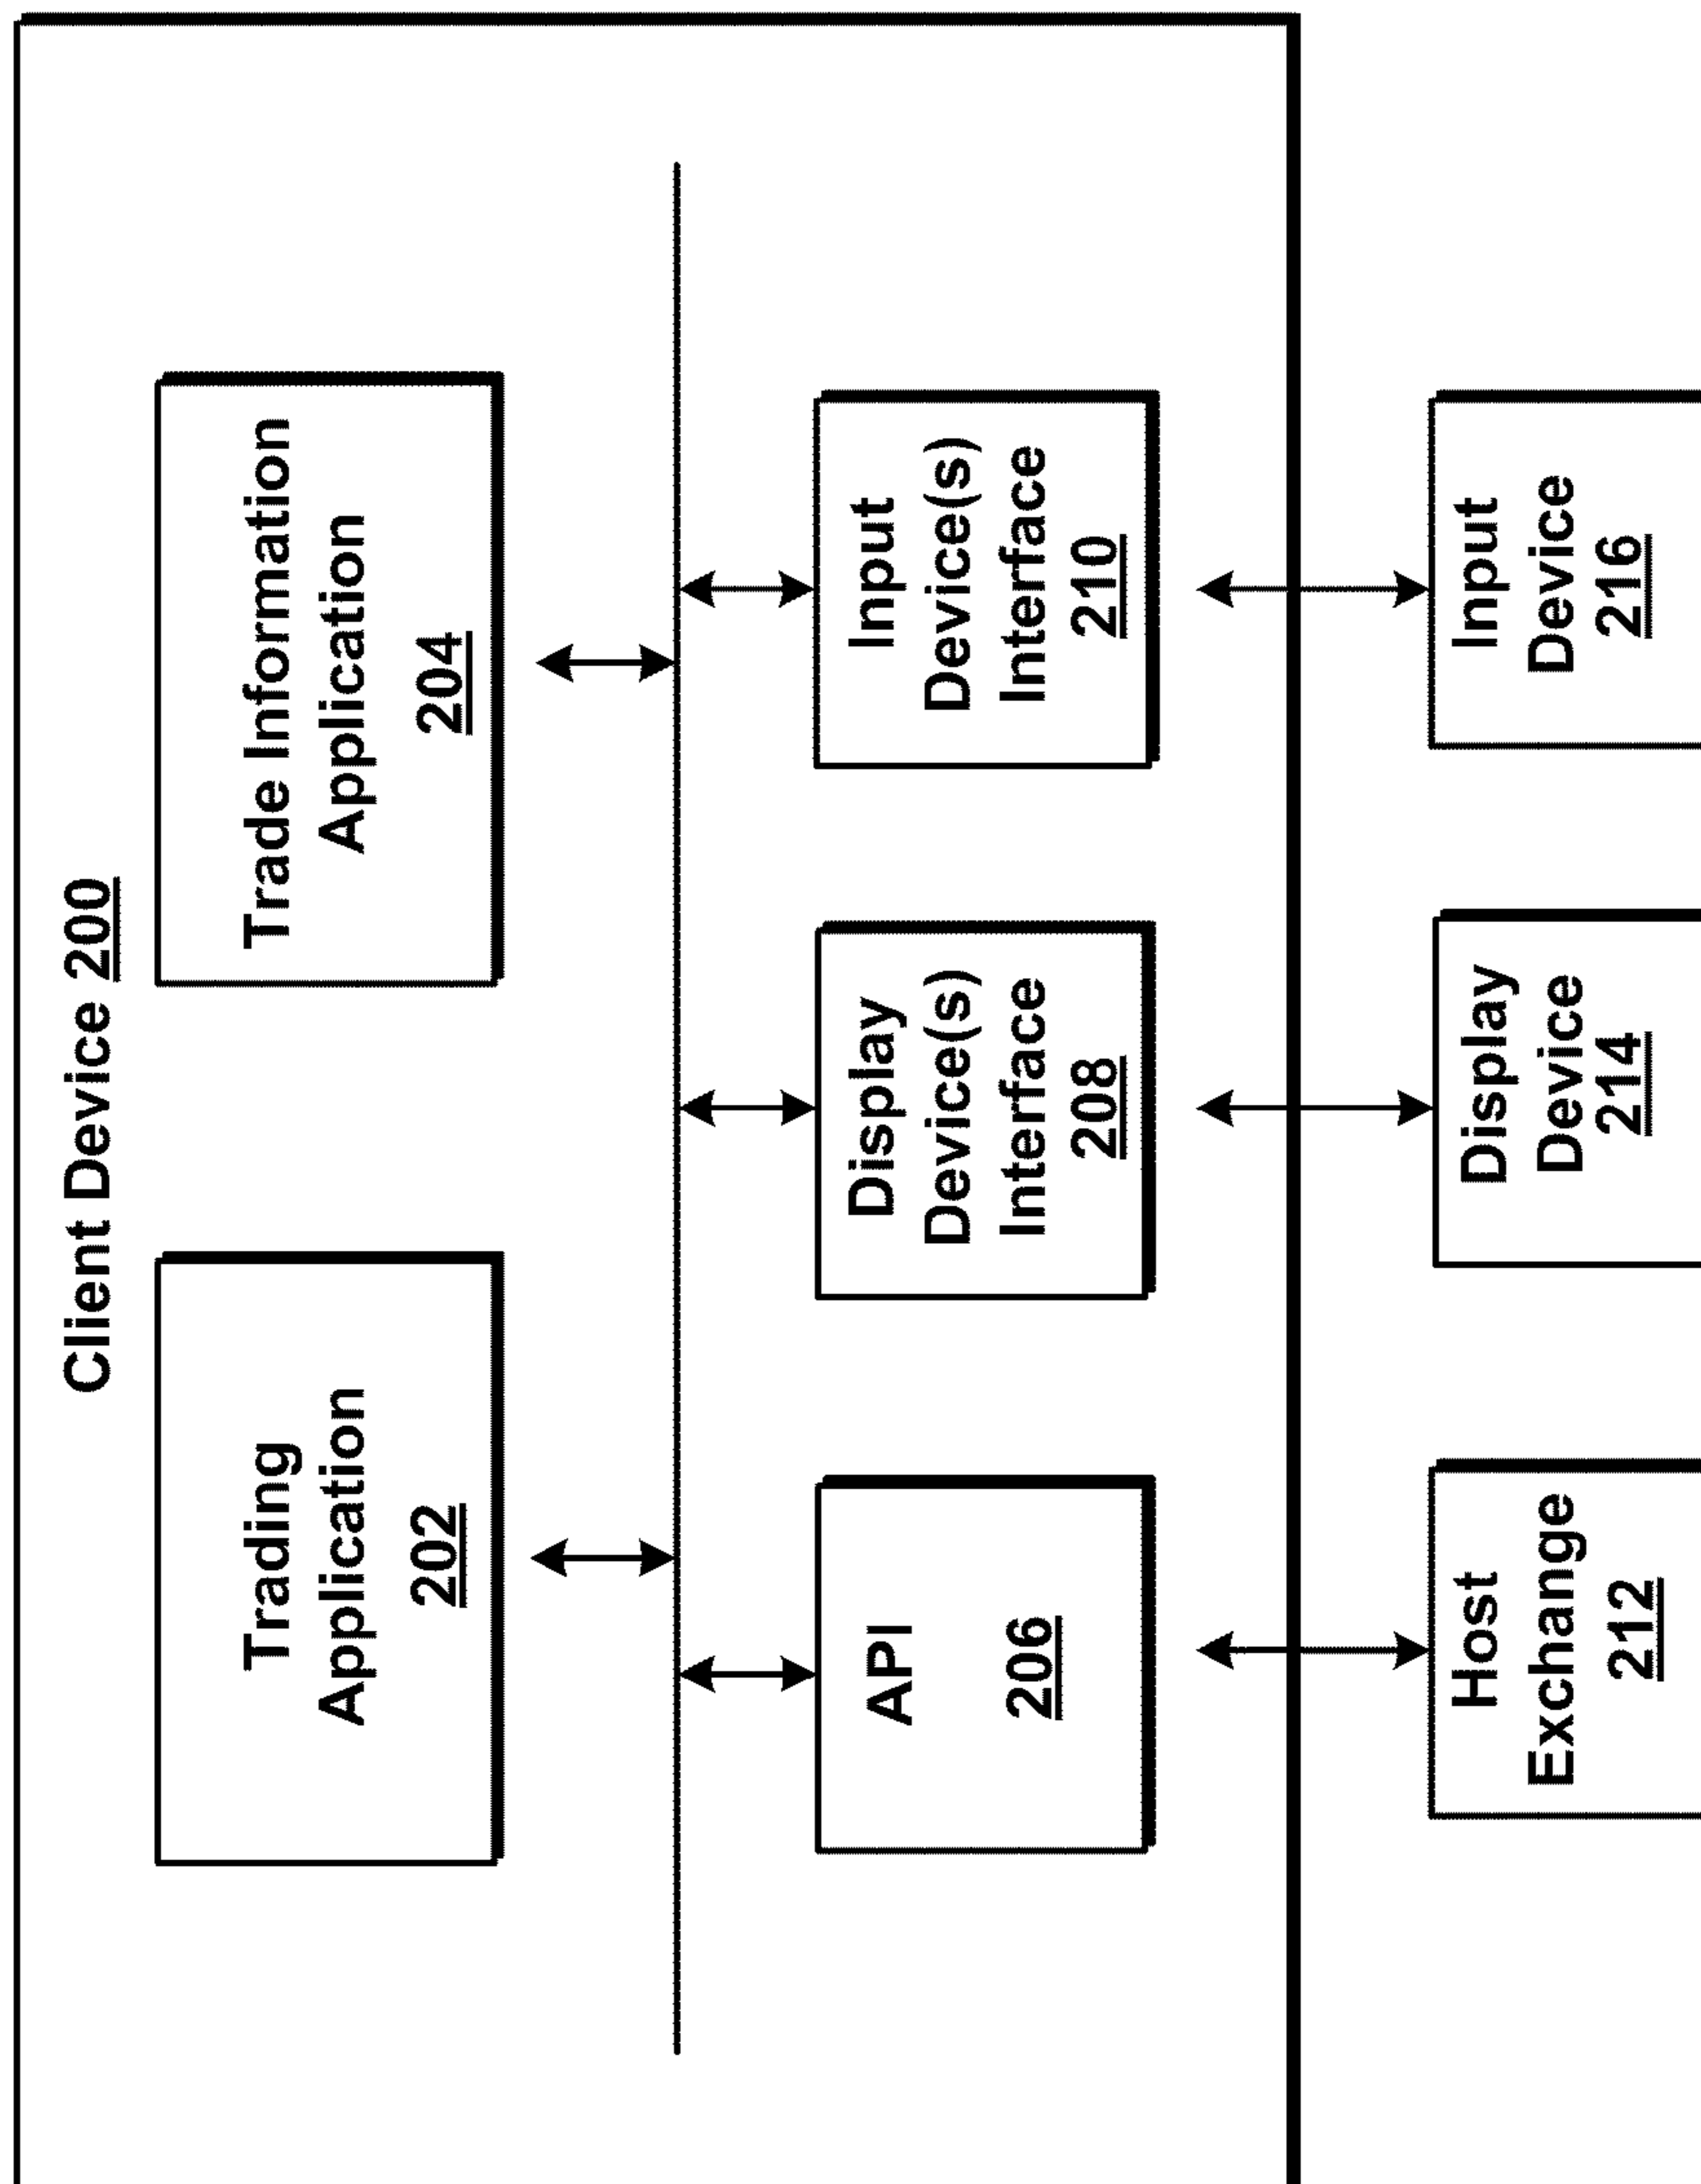 Client Device 200
Trading
Application
202
Trade Information
Application
204
API
206
Display
Device(s)
Interface
208
Input
Device(s)
Interface
210
Host
Exchange
212
Display
Device
214
Input
Device
216